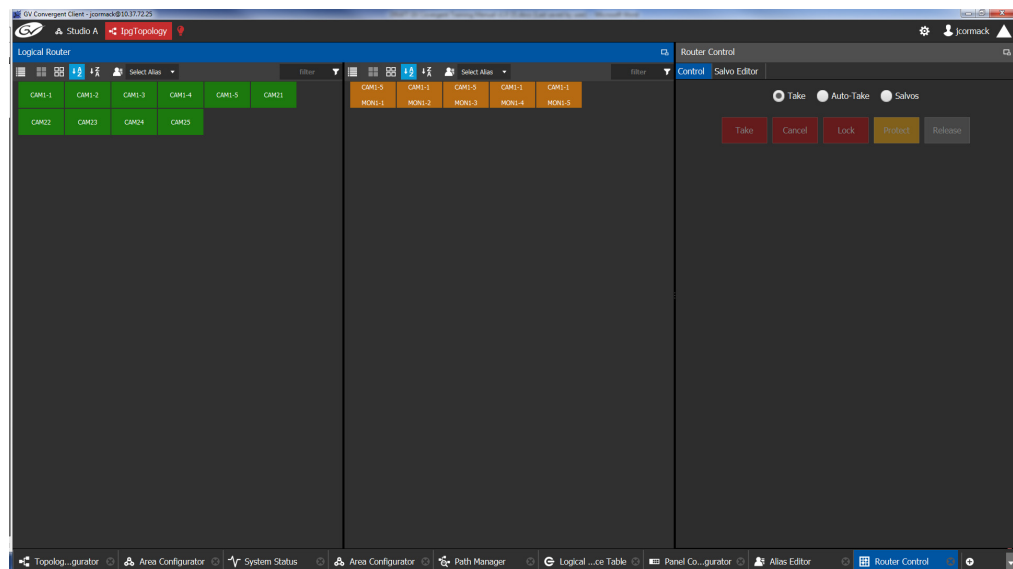 GV Convergent Client - jcormack@10.37.72.25
Studio A IpgTopology jcormack
Logical Router Router Control
Select Alias filter Select Alias filter Control Salvo Editor
CAM1-1 CAM1-2 CAM1-3 CAM1-4 CAM1-5 CAM21
CAM22 CAM23 CAM24 CAM25
CAM1-5 CAM1-1 CAM1-5 CAM1-1 CAM1-1
MON1-1 MON1-2 MON1-3 MON1-4 MON1-5
Take Auto-Take Salvos
Take Cancel Lock Protect Release
Topolog...gurator Area Configurator System Status Area Configurator Path Manager Logical ...ce Table Panel Co...gurator Alias Editor Router Control